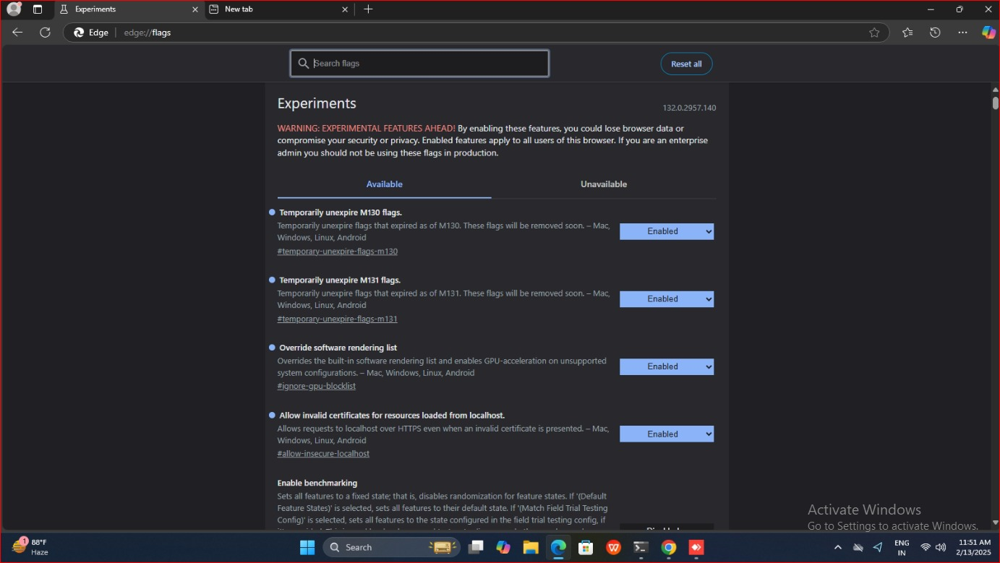 Experiments
New tab
Edge
edge://flags
Search flags
Reset all
Experiments
132.0.2957.140
WARNING: EXPERIMENTAL FEATURES AHEAD! By enabling these features, you could lose browser data or
compromise your security or privacy. Enabled features apply to all users of this browser. If you are an enterprise
admin you should not be using these flags in production.
Available
Unavailable
Temporarily unexpire M130 flags.
Temporarily unexpire flags that expired as of M130. These flags will be removed soon. – Mac,
Windows, Linux, Android
#temporary-unexpire-flags-m130
Enabled
Temporarily unexpire M131 flags.
Temporarily unexpire flags that expired as of M131. These flags will be removed soon. – Mac,
Windows, Linux, Android
#temporary-unexpire-flags-m131
Enabled
Override software rendering list
Overrides the built-in software rendering list and enables GPU-acceleration on unsupported
system configurations. – Mac, Windows, Linux, Android
#ignore-gpu-blocklist
Enabled
Allow invalid certificates for resources loaded from localhost.
Allows requests to localhost over HTTPS even when an invalid certificate is presented. – Mac,
Windows, Linux, Android
#allow-insecure-localhost
Enabled
Enable benchmarking
Sets all features to a fixed state; that is, disables randomization for feature states. If '(Default
Feature States)' is selected, sets all features to their default state. If '(Match Field Trial Testing
Config)' is selected, sets all features to the state configured in the field trial testing config, if
Activate Windows
Go to Settings to activate Windows.
1
88°F
Haze
Search
ENG
IN
11:51 AM
2/13/2025